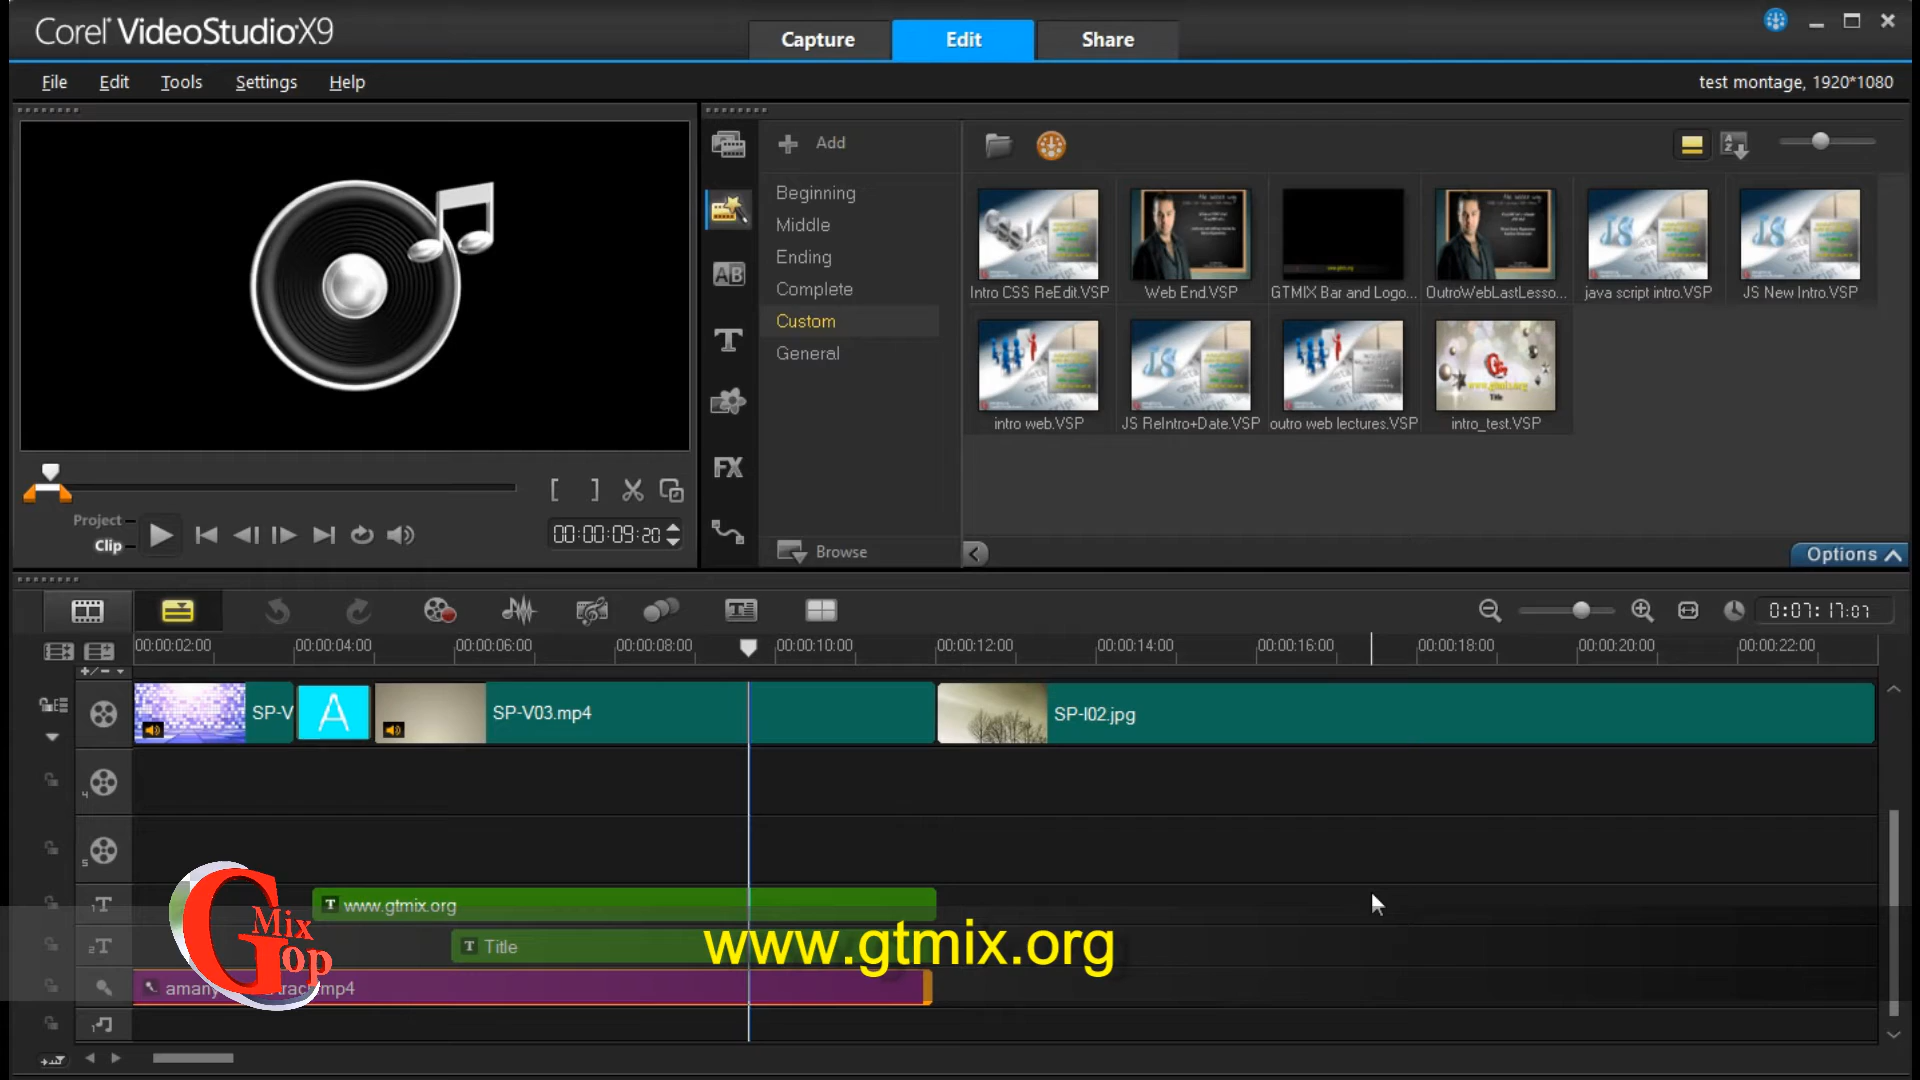 Corel VideoStudio X9
Capture
Edit
Share
File
Edit
Tools
Settings
Help
test montage, 1920*1080
Add
Beginning
Middle
Ending
Complete
Custom
General
Browse
Intro CSS ReEdit.VSP
Web End.VSP
GTMIX Bar and Logo...
OutroWebLastLesso...
java script intro.VSP
JS New Intro.VSP
intro web.VSP
JS ReIntro+Date.VSP
outro web lectures.VSP
intro_test.VSP
AB
T
FX
Project
Clip
00:00:09:20
Options
0:07:17:07
00:00:02:00
00:00:04:00
00:00:06:00
00:00:08:00
00:00:10:00
00:00:12:00
00:00:14:00
00:00:16:00
00:00:18:00
00:00:20:00
00:00:22:00
SP-V
A
SP-V03.mp4
SP-I02.jpg
4
5
1T
T www.gtmix.org
2T
T Title
G Mix Top
www.gtmix.org
1